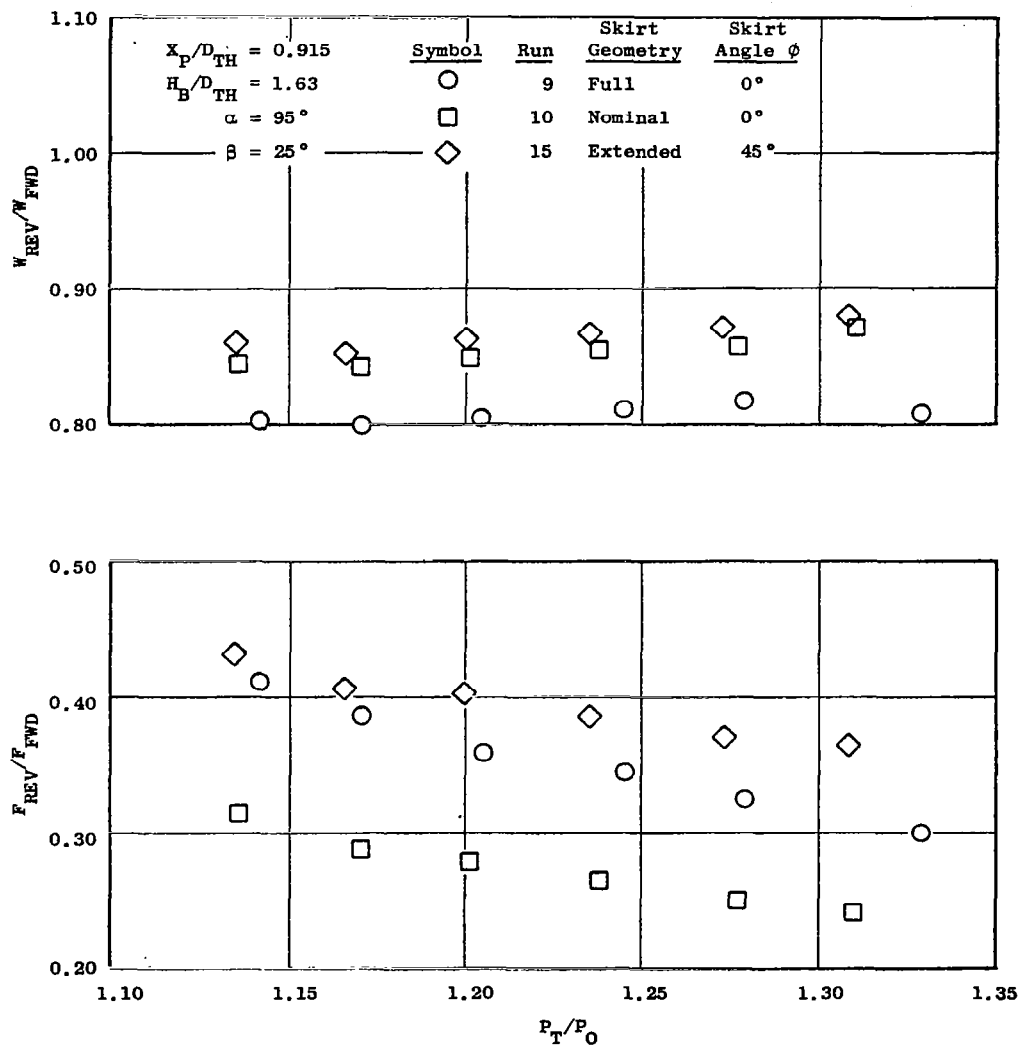 1.10
Skirt Skirt
X_P/D_TH = 0.915 Symbol Run Geometry Angle Ø
H_B/D_TH = 1.63 9 Full 0°
α = 95° 10 Nominal 0°
β = 25° 15 Extended 45°
1.00
W_REV/W_FWD
0.90
0.80
0.50
0.40
F_REV/F_FWD
0.30
0.20
1.10 1.15 1.20 1.25 1.30 1.35
P_T/P_O